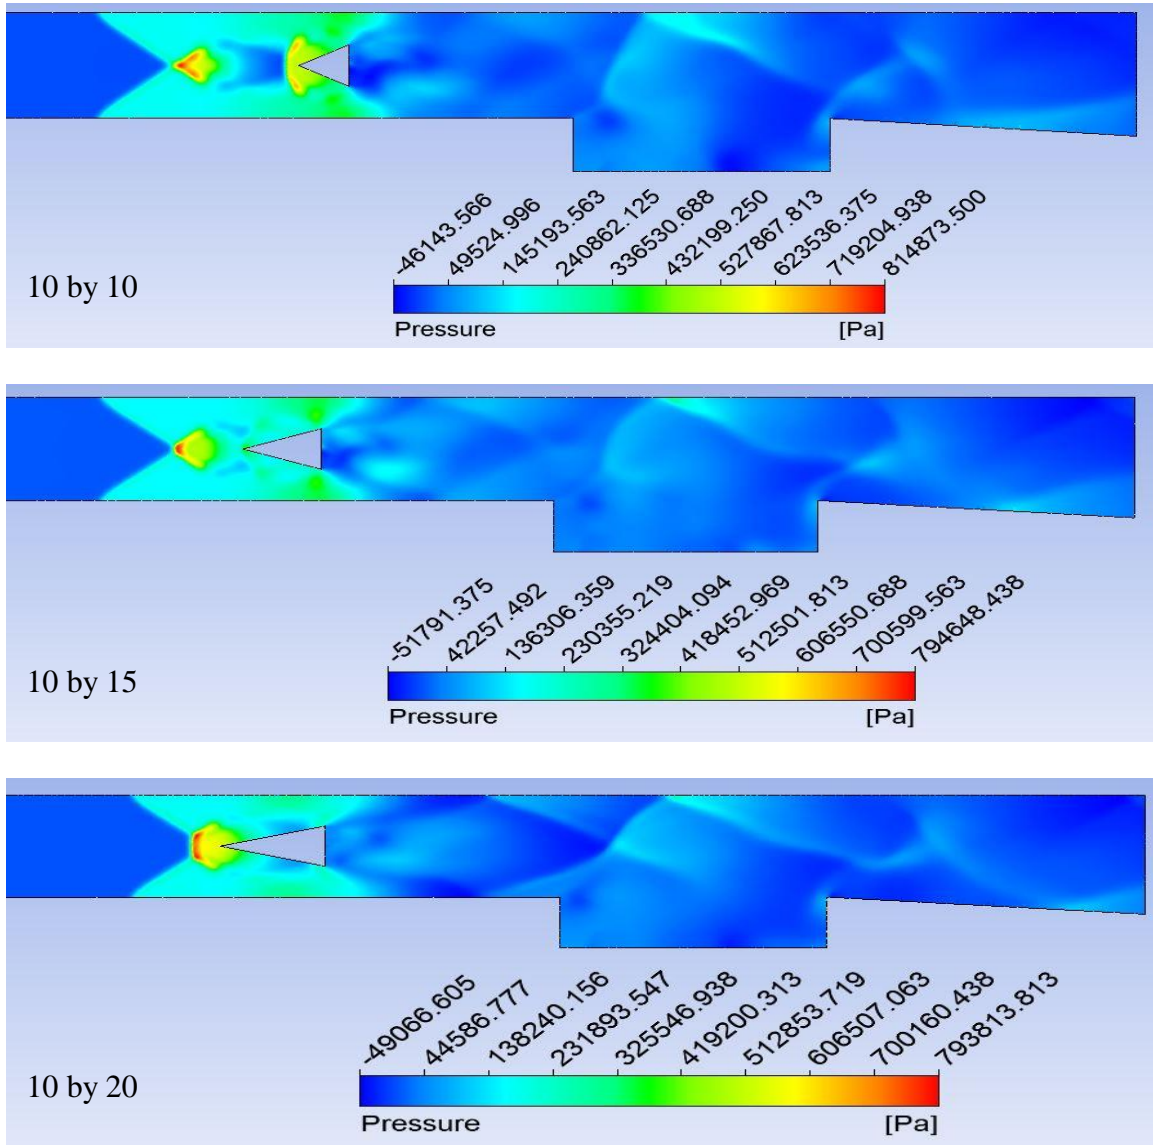 -46143.566 49524.996 145193.563 240862.125 336530.688 432199.250 527867.813 623536.375 719204.938 814873.500
10 by 10
Pressure [Pa]
-51791.375 42257.492 136306.359 230355.219 324404.094 418452.969 512501.813 606550.688 700599.563 794648.438
10 by 15
Pressure [Pa]
-49066.605 44586.777 138240.156 231893.547 325546.938 419200.313 512853.719 606507.063 700160.438 793813.813
10 by 20
Pressure [Pa]